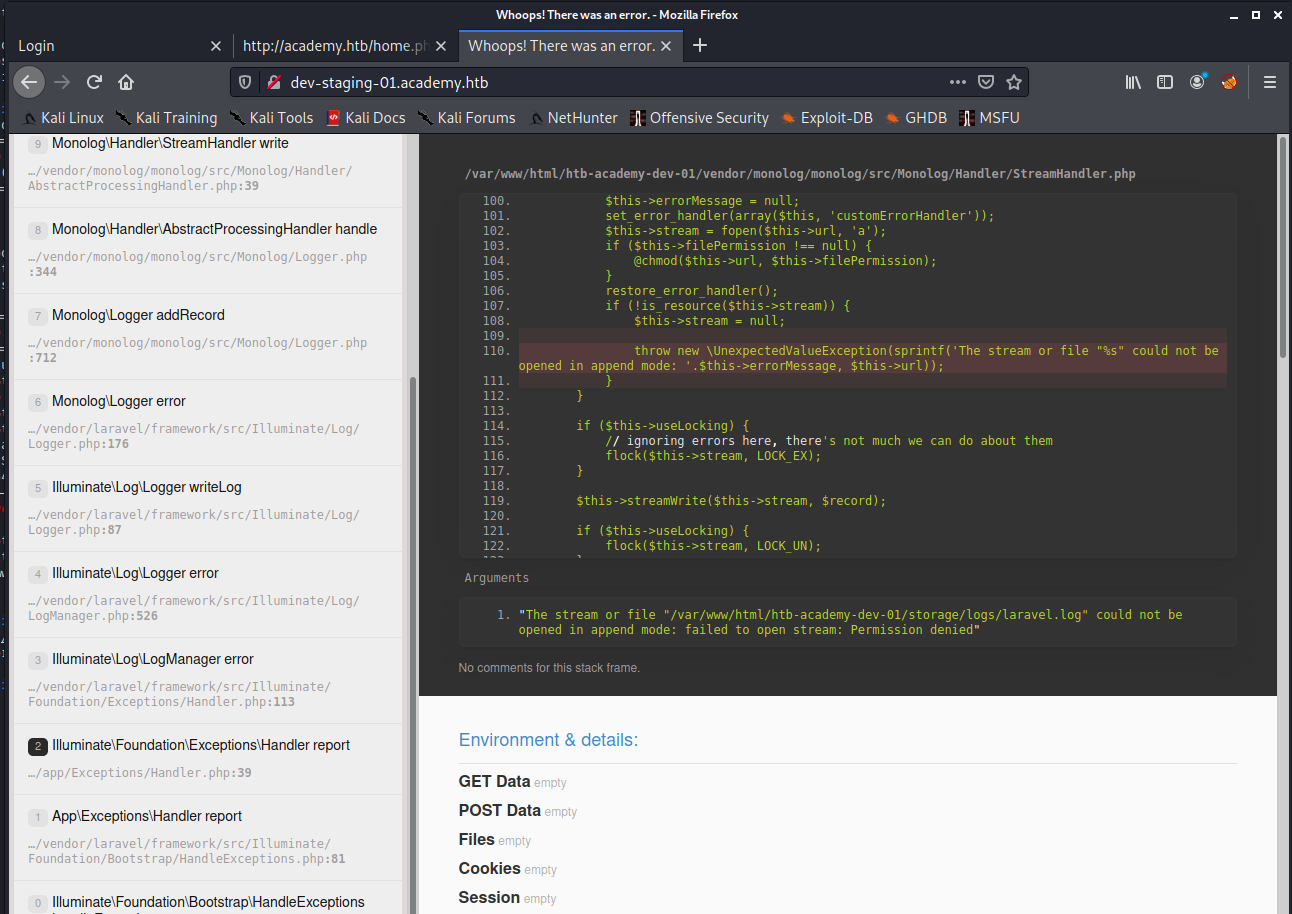 Whoops! There was an error. - Mozilla Firefox
Login
http://academy.htb/home.ph
Whoops! There was an error.
dev-staging-01.academy.htb
Kali Linux
Kali Training
Kali Tools
Kali Docs
Kali Forums
NetHunter
Offensive Security
Exploit-DB
GHDB
MSFU
9 Monolog\Handler\StreamHandler write
…/vendor/monolog/monolog/src/Monolog/Handler/
AbstractProcessingHandler.php:39
8 Monolog\Handler\AbstractProcessingHandler handle
…/vendor/monolog/monolog/src/Monolog/Logger.php
:344
7 Monolog\Logger addRecord
…/vendor/monolog/monolog/src/Monolog/Logger.php
:712
6 Monolog\Logger error
…/vendor/laravel/framework/src/Illuminate/Log/
Logger.php:176
5 Illuminate\Log\Logger writeLog
…/vendor/laravel/framework/src/Illuminate/Log/
Logger.php:87
4 Illuminate\Log\Logger error
…/vendor/laravel/framework/src/Illuminate/Log/
LogManager.php:526
3 Illuminate\Log\LogManager error
…/vendor/laravel/framework/src/Illuminate/
Foundation/Exceptions/Handler.php:113
2 Illuminate\Foundation\Exceptions\Handler report
…/app/Exceptions/Handler.php:39
1 App\Exceptions\Handler report
…/vendor/laravel/framework/src/Illuminate/
Foundation/Bootstrap/HandleExceptions.php:81
0 Illuminate\Foundation\Bootstrap\HandleExceptions
/var/www/html/htb-academy-dev-01/vendor/monolog/monolog/src/Monolog/Handler/StreamHandler.php
100. $this->errorMessage = null;
101. set_error_handler(array($this, 'customErrorHandler'));
102. $this->stream = fopen($this->url, 'a');
103. if ($this->filePermission !== null) {
104. @chmod($this->url, $this->filePermission);
105. }
106. restore_error_handler();
107. if (!is_resource($this->stream)) {
108. $this->stream = null;
109.
110. throw new \UnexpectedValueException(sprintf('The stream or file "%s" could not be
opened in append mode: '.$this->errorMessage, $this->url));
111. }
112. }
113.
114. if ($this->useLocking) {
115. // ignoring errors here, there's not much we can do about them
116. flock($this->stream, LOCK_EX);
117. }
118.
119. $this->streamWrite($this->stream, $record);
120.
121. if ($this->useLocking) {
122. flock($this->stream, LOCK_UN);
Arguments
1. "The stream or file "/var/www/html/htb-academy-dev-01/storage/logs/laravel.log" could not be
opened in append mode: failed to open stream: Permission denied"
No comments for this stack frame.
Environment & details:
GET Data empty
POST Data empty
Files empty
Cookies empty
Session empty